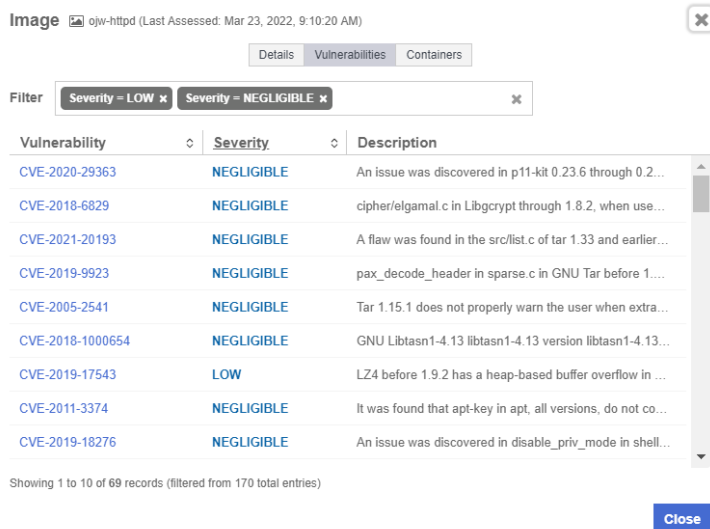 Image ojw-httpd (Last Assessed: Mar 23, 2022, 9:10:20 AM)
Details Vulnerabilities Containers
Filter Severity = LOW × Severity = NEGLIGIBLE ×
Vulnerability Severity Description
CVE-2020-29363 NEGLIGIBLE An issue was discovered in p11-kit 0.23.6 through 0.2...
CVE-2018-6829 NEGLIGIBLE cipher/elgamal.c in Libgcrypt through 1.8.2, when use...
CVE-2021-20193 NEGLIGIBLE A flaw was found in the src/list.c of tar 1.33 and earlier...
CVE-2019-9923 NEGLIGIBLE pax_decode_header in sparse.c in GNU Tar before 1....
CVE-2005-2541 NEGLIGIBLE Tar 1.15.1 does not properly warn the user when extra...
CVE-2018-1000654 NEGLIGIBLE GNU Libtasn1-4.13 libtasn1-4.13 version libtasn1-4.13...
CVE-2019-17543 LOW LZ4 before 1.9.2 has a heap-based buffer overflow in ...
CVE-2011-3374 NEGLIGIBLE It was found that apt-key in apt, all versions, do not co...
CVE-2019-18276 NEGLIGIBLE An issue was discovered in disable_priv_mode in shell...
Showing 1 to 10 of 69 records (filtered from 170 total entries)
Close